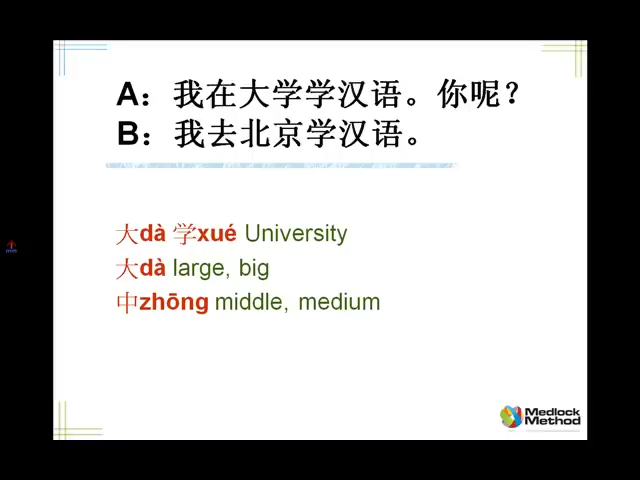 A：我在大学学汉语。你呢？
B：我去北京学汉语。
大dà 学xué University
大dà large, big
中zhōng middle, medium
Medlock
Method